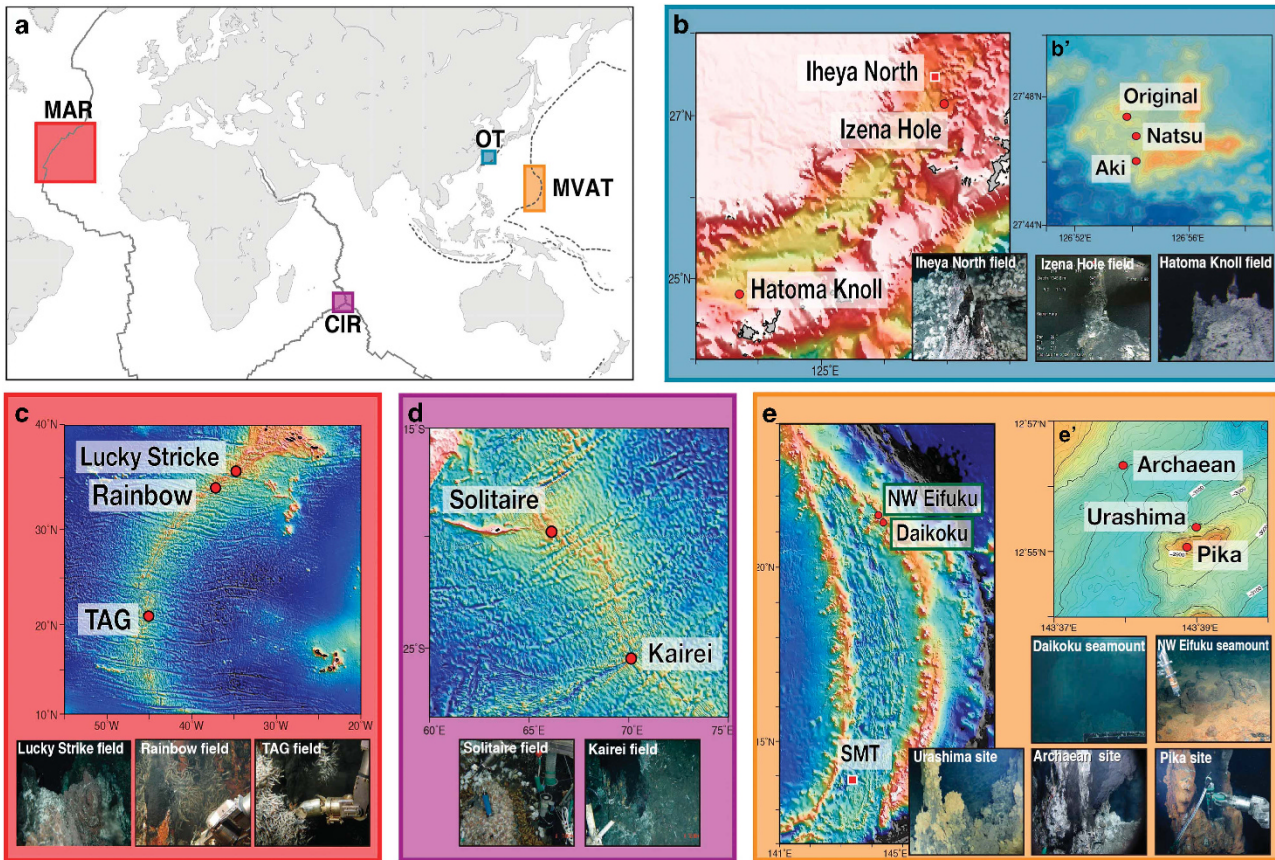 a
MAR
OT
MVAT
CIR
b
Iheya North
Izena Hole
Hatoma Knoll
27°N
25°N
125°E
b'
27°48'N
Original
Natsu
Aki
27°44'N
126°52'E
126°56'E
Iheya North field
Izena Hole field
Hatoma Knoll field
c
40°N
30°N
20°N
10°N
Lucky Stricke
Rainbow
TAG
50°W
40°W
30°W
20°W
Lucky Strike field
Rainbow field
TAG field
d
15°S
25°S
Solitaire
Kairei
60°E
65°E
70°E
75°E
Solitaire field
Kairei field
e
NW Eifuku
Daikoku
20°N
15°N
SMT
141°E
145°E
e'
12°57'N
Archaean
Urashima
12°55'N
Pika
143°37'E
143°39'E
Daikoku seamount
NW Eifuku seamount
Urashima site
Archaean site
Pika site